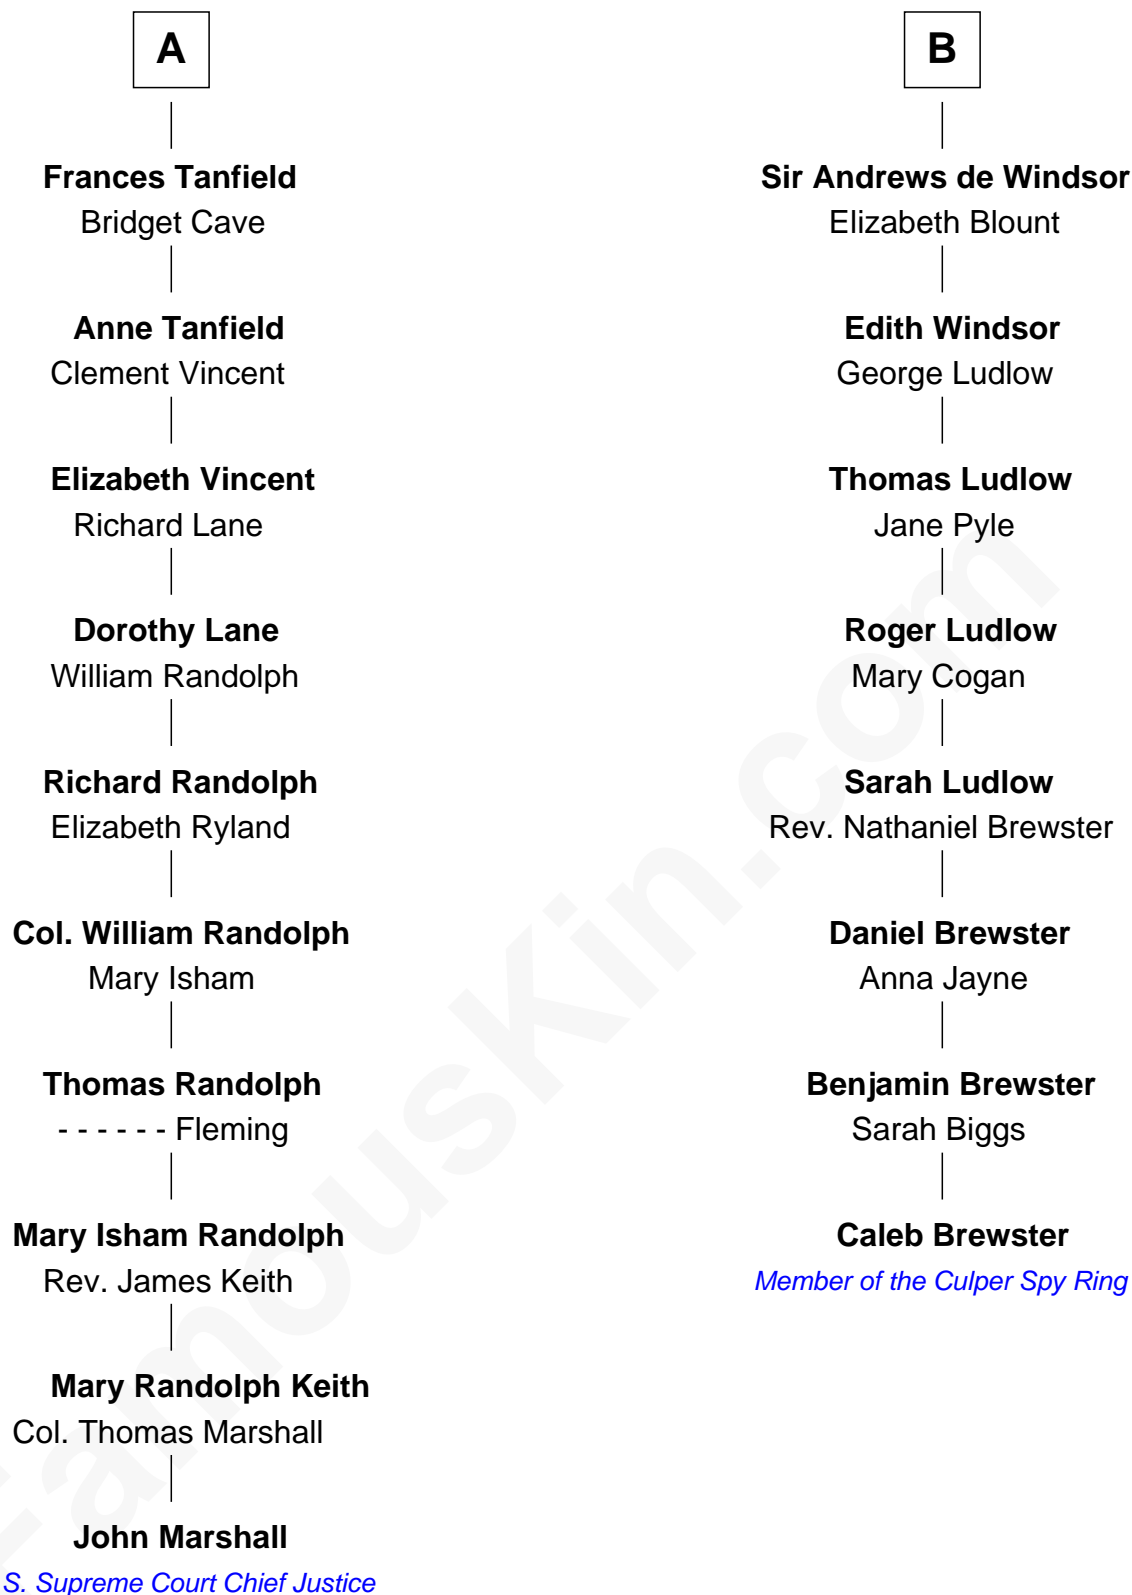 A
Frances Tanfield
Bridget Cave
Anne Tanfield
Clement Vincent
Elizabeth Vincent
Richard Lane
Dorothy Lane
William Randolph
Richard Randolph
Elizabeth Ryland
Col. William Randolph
Mary Isham
Thomas Randolph
- - - - - - Fleming
Mary Isham Randolph
Rev. James Keith
Mary Randolph Keith
Col. Thomas Marshall
John Marshall
S. Supreme Court Chief Justice
B
Sir Andrews de Windsor
Elizabeth Blount
Edith Windsor
George Ludlow
Thomas Ludlow
Jane Pyle
Roger Ludlow
Mary Cogan
Sarah Ludlow
Rev. Nathaniel Brewster
Daniel Brewster
Anna Jayne
Benjamin Brewster
Sarah Biggs
Caleb Brewster
Member of the Culper Spy Ring
FamousKin.com